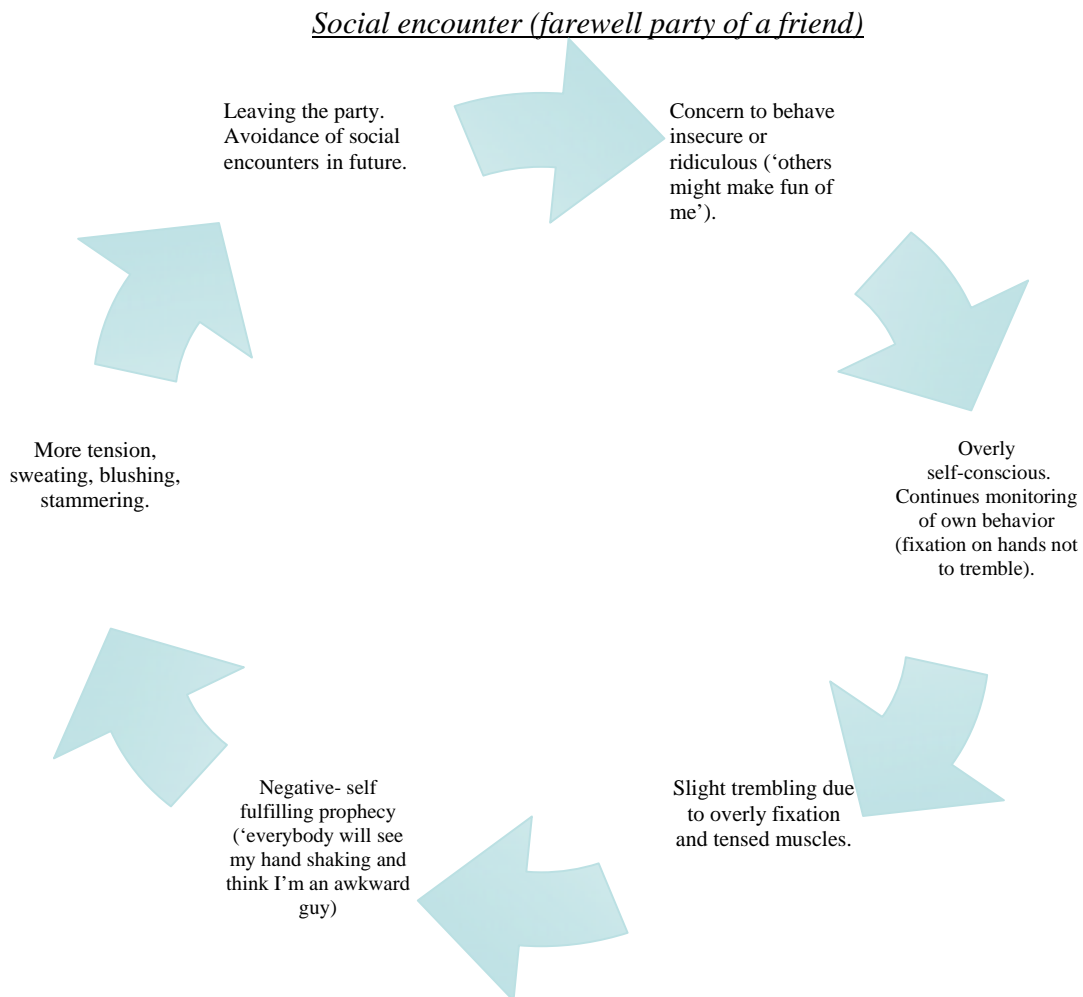 Social encounter (farewell party of a friend)
Leaving the party.
Avoidance of social
encounters in future.
Concern to behave
insecure or
ridiculous (‘others
might make fun of
me’).
Overly
self-conscious.
Continues monitoring
of own behavior
(fixation on hands not
to tremble).
Slight trembling due
to overly fixation
and tensed muscles.
Negative- self
fulfilling prophecy
(‘everybody will see
my hand shaking and
think I’m an awkward
guy)
More tension,
sweating, blushing,
stammering.